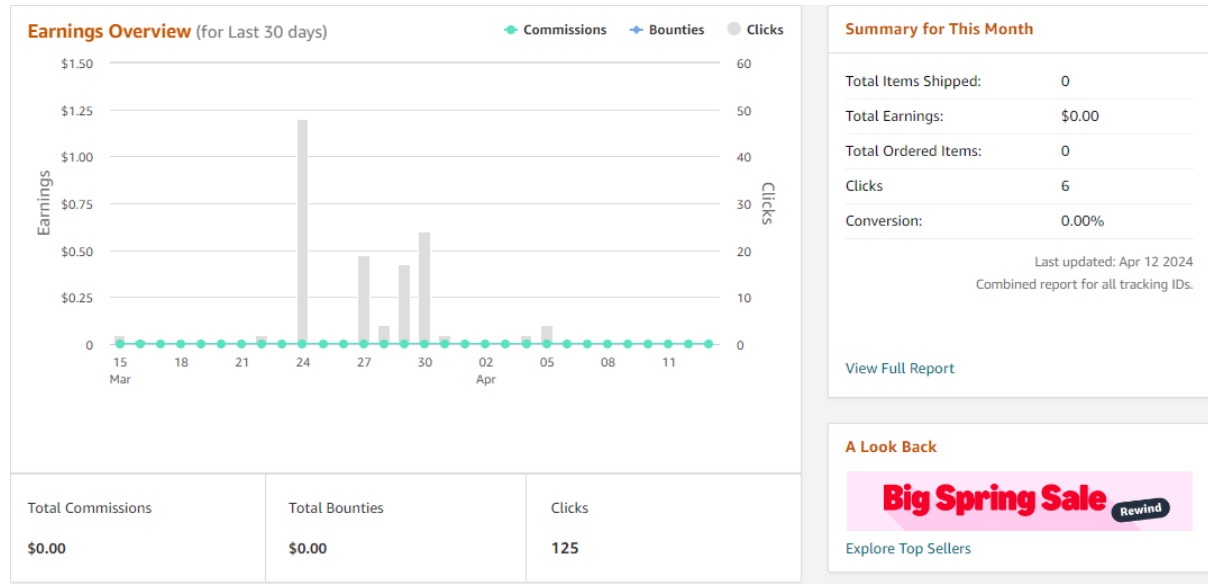 Earnings Overview (for Last 30 days)
Commissions Bounties Clicks
$1.50 60
$1.25 50
$1.00 40
$0.75 30
$0.50 20
$0.25 10
0 0
Earnings
Clicks
15 18 21 24 27 30 02 05 08 11
Mar Apr
Total Commissions
$0.00
Total Bounties
$0.00
Clicks
125
Summary for This Month
Total Items Shipped: 0
Total Earnings: $0.00
Total Ordered Items: 0
Clicks 6
Conversion: 0.00%
Last updated: Apr 12 2024
Combined report for all tracking IDs.
View Full Report
A Look Back
Big Spring Sale Rewind
Explore Top Sellers